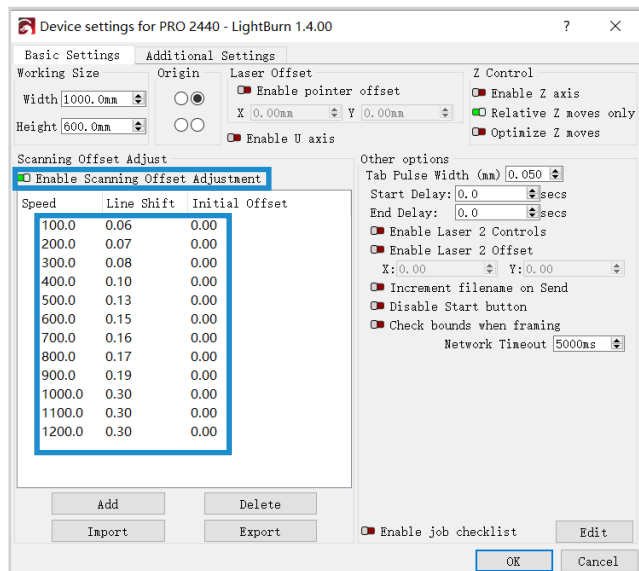 Device settings for PRO 2440 - LightBurn 1.4.00 ? ×
Basic Settings Additional Settings
Working Size
Width 1000.0mm
Height 600.0mm
Origin
Laser Offset
Enable pointer offset
X 0.00mm Y 0.00mm
Enable U axis
Z Control
Enable Z axis
Relative Z moves only
Optimize Z moves
Scanning Offset Adjust
Enable Scanning Offset Adjustment
Speed Line Shift Initial Offset
100.0 0.06 0.00
200.0 0.07 0.00
300.0 0.08 0.00
400.0 0.10 0.00
500.0 0.13 0.00
600.0 0.15 0.00
700.0 0.16 0.00
800.0 0.17 0.00
900.0 0.19 0.00
1000.0 0.30 0.00
1100.0 0.30 0.00
1200.0 0.30 0.00
Add Delete
Import Export
Other options
Tab Pulse Width (mm) 0.050
Start Delay: 0.0 secs
End Delay: 0.0 secs
Enable Laser 2 Controls
Enable Laser 2 Offset
X: 0.00 Y: 0.00
Increment filename on Send
Disable Start button
Check bounds when framing
Network Timeout 5000ms
Enable job checklist Edit
OK Cancel